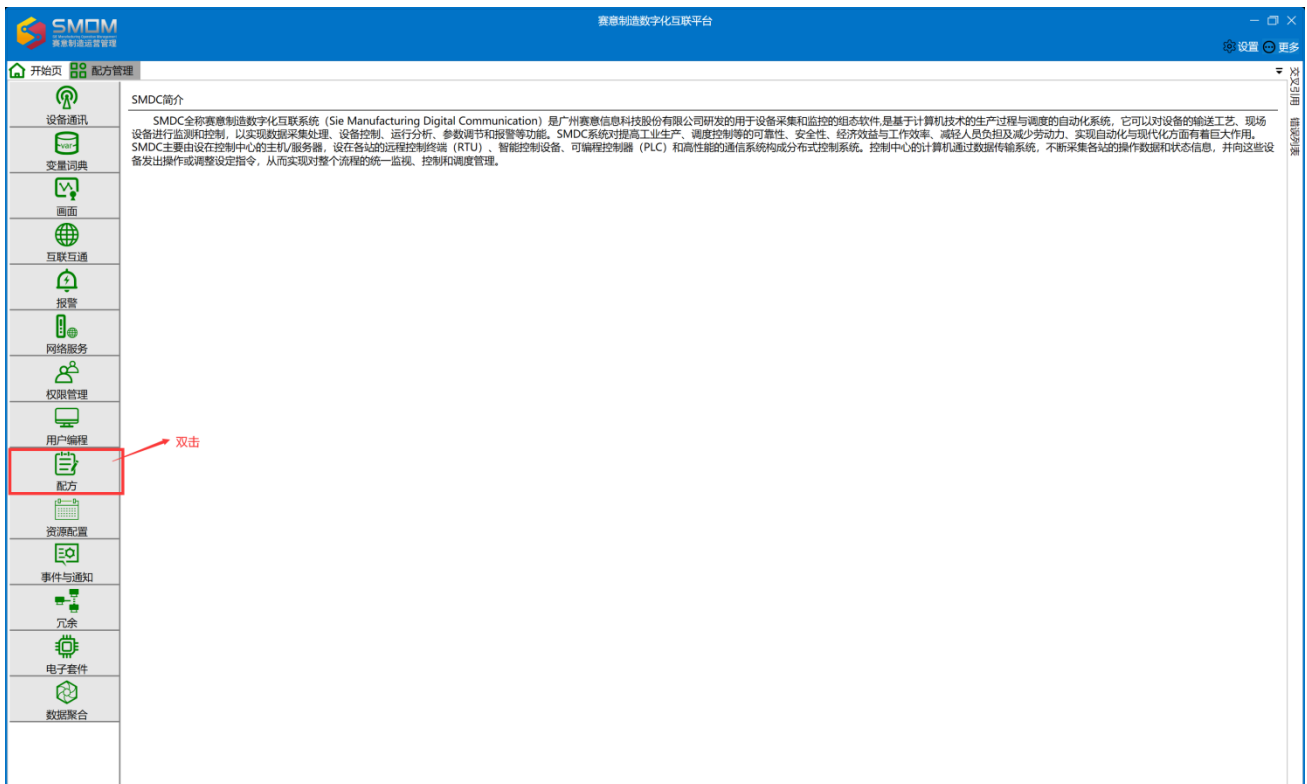 SMOM
赛意制造运营管理
赛意制造数字化互联平台
设置 更多
开始页 配方管理
设备通讯
-var-
变量词典
画面
互联互通
报警
网络服务
权限管理
用户编程
配方
资源配置
事件与通知
冗余
电子套件
数据聚合
双击
SMDC简介
SMDC全称赛意制造数字化互联系统（Sie Manufacturing Digital Communication）是广州赛意信息科技股份有限公司研发的用于设备采集和监控的组态软件,是基于计算机技术的生产过程与调度的自动化系统，它可以对设备的输送工艺、现场
设备进行监测和控制，以实现数据采集处理、设备控制、运行分析、参数调节和报警等功能。SMDC系统对提高工业生产、调度控制等的可靠性、安全性、经济效益与工作效率、减轻人员负担及减少劳动力、实现自动化与现代化方面有着巨大作用。
SMDC主要由设在控制中心的主机/服务器，设在各站的远程控制终端（RTU）、智能控制设备、可编程控制器（PLC）和高性能的通信系统构成分布式控制系统。控制中心的计算机通过数据传输系统，不断采集各站的操作数据和状态信息，并向这些设
备发出操作或调整设定指令，从而实现对整个流程的统一监视、控制和调度管理。
交叉引用
错误列表